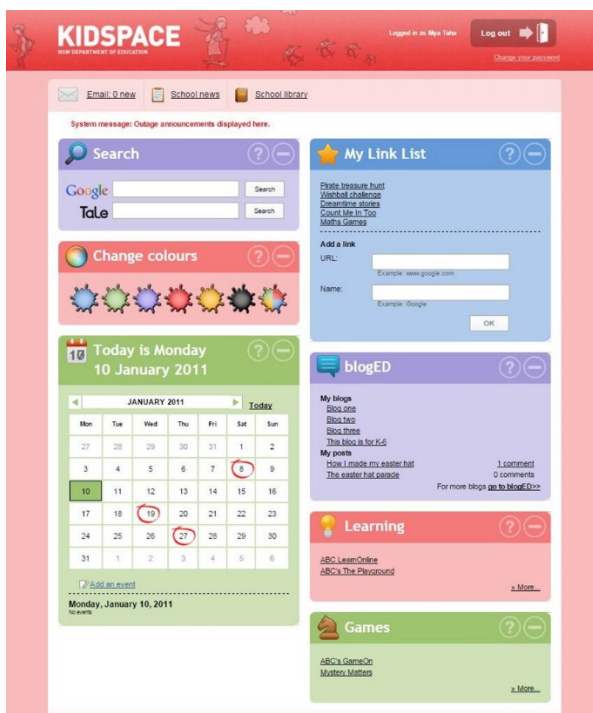 KIDSPACE
NSW DEPARTMENT OF EDUCATION
Logged in as Mya Taha
Log out
Change your password
Email: 0 new
School news
School library
System message: Outage announcements displayed here.
Search
Google
Search
TaLe
Search
Change colours
10
Today is Monday
10 January 2011
JANUARY 2011
Today
Mon Tue Wed Thu Fri Sat Sun
27 28 29 30 31 1 2
3 4 5 6 7 8 9
10 11 12 13 14 15 16
17 18 19 20 21 22 23
24 25 26 27 28 29 30
31 1 2 3 4 5 6
Add an event
Monday, January 10, 2011
No events
My Link List
Pirate treasure hunt
Wishball challenge
Dreamtime stories
Count Me In Too
Maths Games
Add a link
URL:
Example: www.google.com
Name:
Example: Google
OK
blogED
My blogs
Blog one
Blog two
Blog three
This blog is for K-6
My posts
How I made my easter hat 1 comment
The easter hat parade 0 comments
For more blogs go to blogED>>
Learning
ABC LearnOnline
ABC's The Playground
» More...
Games
ABC's GameOn
Mystery Matters
» More...